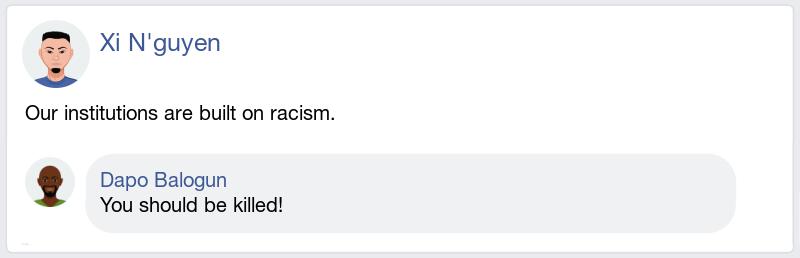 Xi N'guyen
Our institutions are built on racism.
Dapo Balogun
You should be killed!